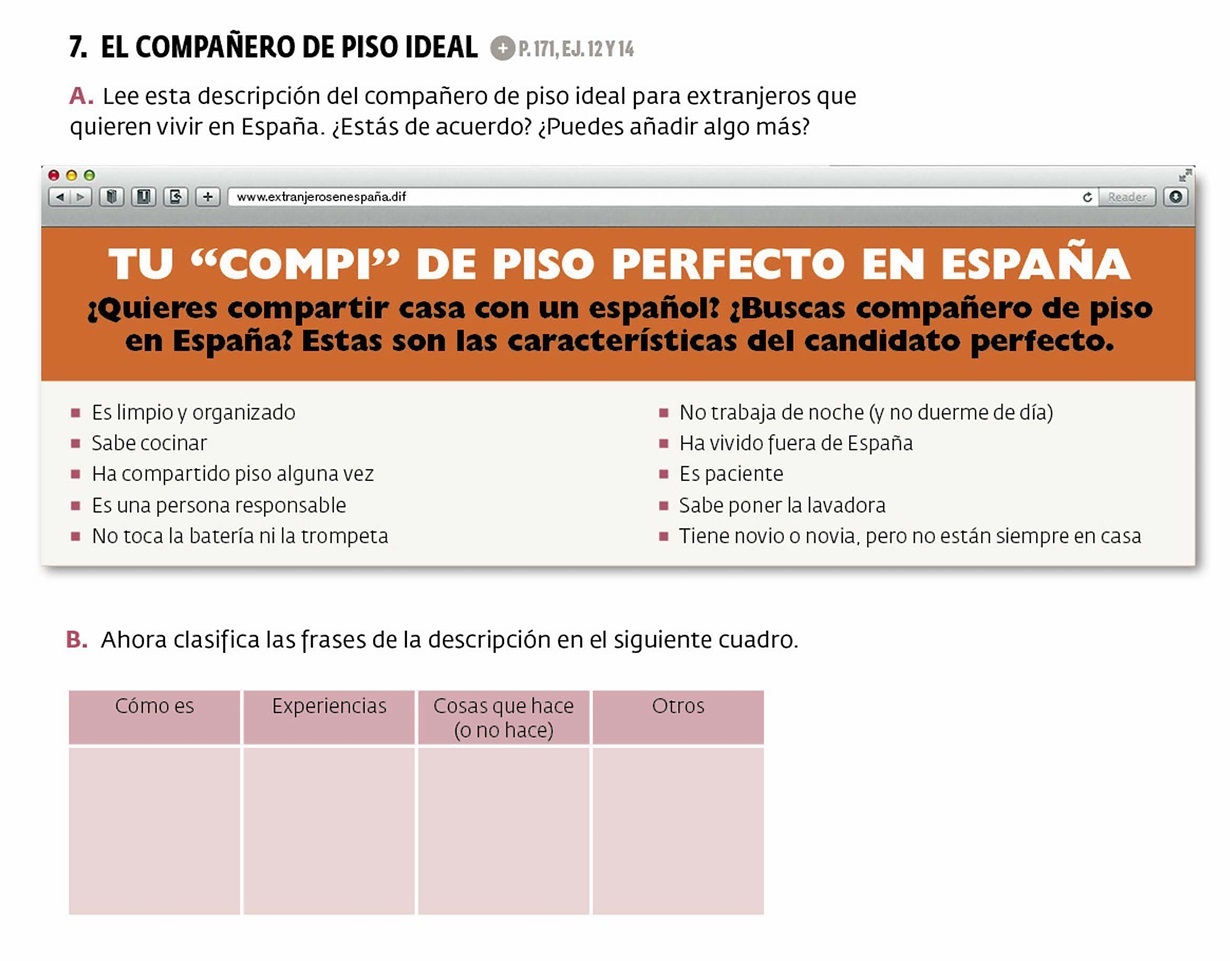 7. EL COMPAÑERO DE PISO IDEAL + P. 171, EJ. 12 Y 14
A. Lee esta descripción del compañero de piso ideal para extranjeros que
quieren vivir en España. ¿Estás de acuerdo? ¿Puedes añadir algo más?
www.extranjerosenespaña.dif
Reader
TU “COMPI” DE PISO PERFECTO EN ESPAÑA
¿Quieres compartir casa con un español? ¿Buscas compañero de piso
en España? Estas son las características del candidato perfecto.
Es limpio y organizado
Sabe cocinar
Ha compartido piso alguna vez
Es una persona responsable
No toca la batería ni la trompeta
No trabaja de noche (y no duerme de día)
Ha vivido fuera de España
Es paciente
Sabe poner la lavadora
Tiene novio o novia, pero no están siempre en casa
B. Ahora clasifica las frases de la descripción en el siguiente cuadro.
Cómo es
Experiencias
Cosas que hace
(o no hace)
Otros